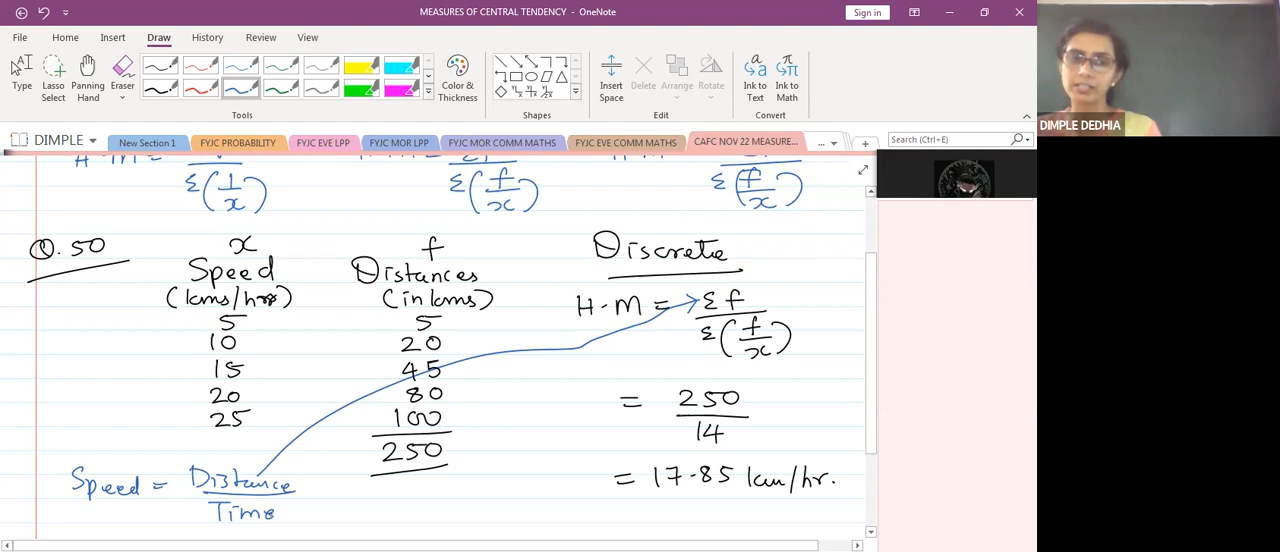 MEASURES OF CENTRAL TENDENCY - OneNote
Sign in
File Home Insert Draw History Review View
Type
Lasso Select
Panning Hand
Eraser
Color & Thickness
Insert Space
Delete
Arrange
Rotate
Ink to Text
Ink to Math
Tools
Shapes
Edit
Convert
DIMPLE
New Section 1
FYJC PROBABILITY
FYJC EVE LPP
FYJC MOR LPP
FYJC MOR COMM MATHS
FYJC EVE COMM MATHS
CAFC NOV 22 MEASURE...
Search (Ctrl+E)
DIMPLE DEDHIA
Σ(1/x)
Σ(f/x)
Σ(f/x)
Q.50
x
Speed
(kms/hr)
5
10
15
20
25
f
Distances
(in kms)
5
20
45
80
100
250
Discrete
H.M = Σf / Σ(f/x)
= 250/14
= 17.85 km/hr.
Speed = Distance/Time